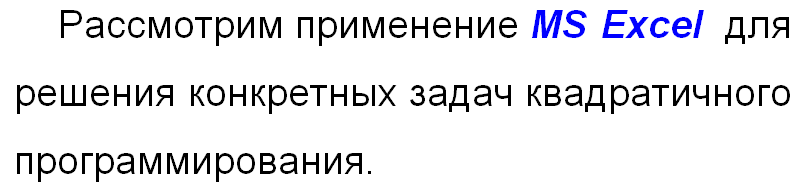 Рассмотрим применение MS Excel для
решения конкретных задач квадратичного
программирования.